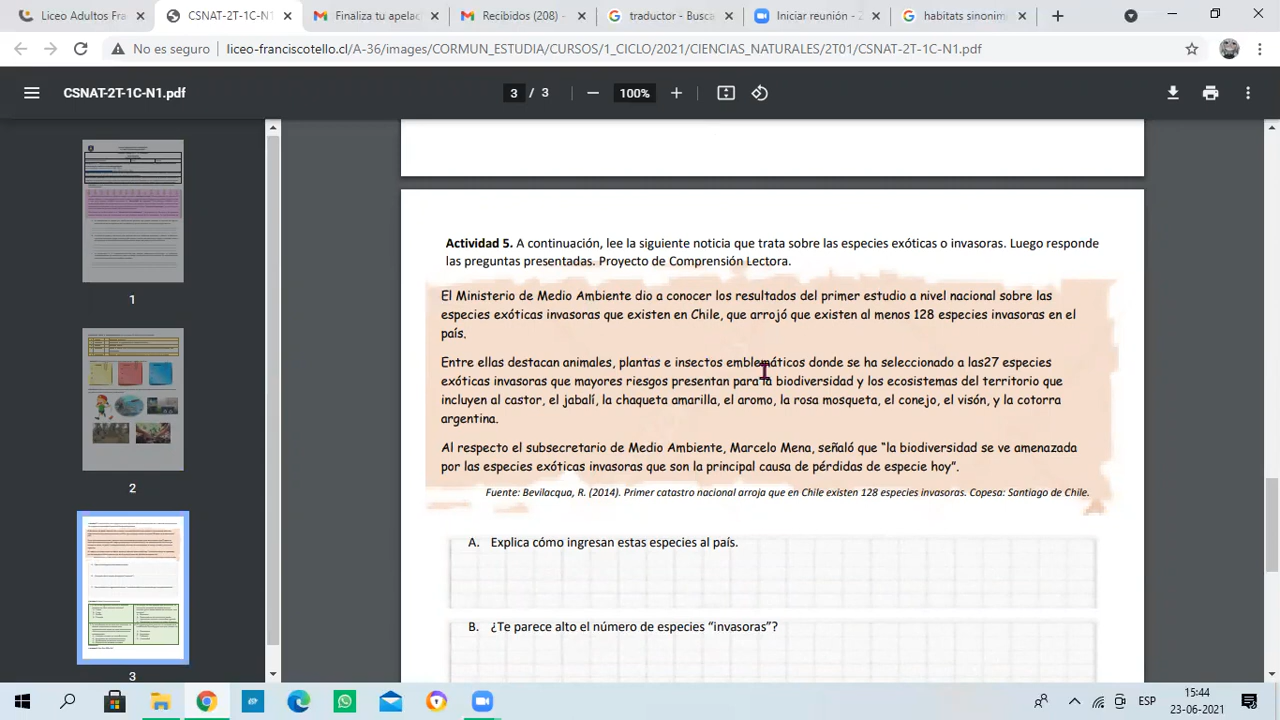 Liceo Adultos Fran
CSNAT-2T-1C-N1
Finaliza tu apelac
Recibidos (208) -
traductor - Busca
Iniciar reunión - Z
habitats sinonim
No es seguro
liceo-franciscotello.cl/A-36/images/CORMUN_ESTUDIA/CURSOS/1_CICLO/2021/CIENCIAS_NATURALES/2T01/CSNAT-2T-1C-N1.pdf
CSNAT-2T-1C-N1.pdf
3 / 3
100%
1
2
3
Actividad 5. A continuación, lee la siguiente noticia que trata sobre las especies exóticas o invasoras. Luego responde
las preguntas presentadas. Proyecto de Comprensión Lectora.
El Ministerio de Medio Ambiente dio a conocer los resultados del primer estudio a nivel nacional sobre las
especies exóticas invasoras que existen en Chile, que arrojó que existen al menos 128 especies invasoras en el
país.
Entre ellas destacan animales, plantas e insectos emblemáticos donde se ha seleccionado a las27 especies
exóticas invasoras que mayores riesgos presentan para la biodiversidad y los ecosistemas del territorio que
incluyen al castor, el jabalí, la chaqueta amarilla, el aromo, la rosa mosqueta, el conejo, el visón, y la cotorra
argentina.
Al respecto el subsecretario de Medio Ambiente, Marcelo Mena, señaló que “la biodiversidad se ve amenazada
por las especies exóticas invasoras que son la principal causa de pérdidas de especie hoy”.
Fuente: Bevilacqua, R. (2014). Primer catastro nacional arroja que en Chile existen 128 especies invasoras. Copesa: Santiago de Chile.
A. Explica cómo ingresan estas especies al país.
B. ¿Te parece alto el número de especies “invasoras”?
ESP
15:44
23-06-2021